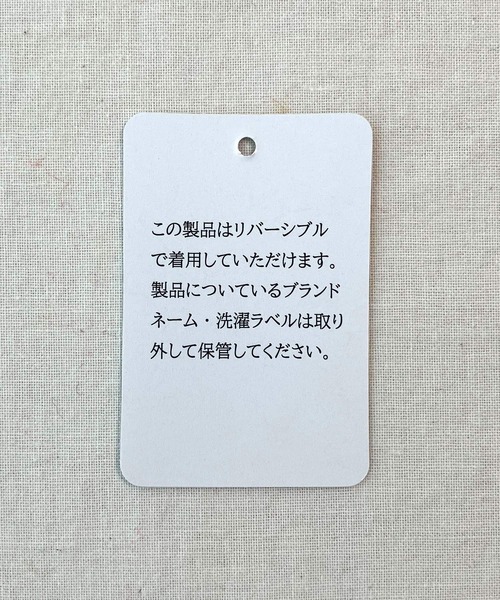 この製品はリバーシブル
で着用していただけます。
製品についているブランド
ネーム・洗濯ラベルは取り
外して保管してください。